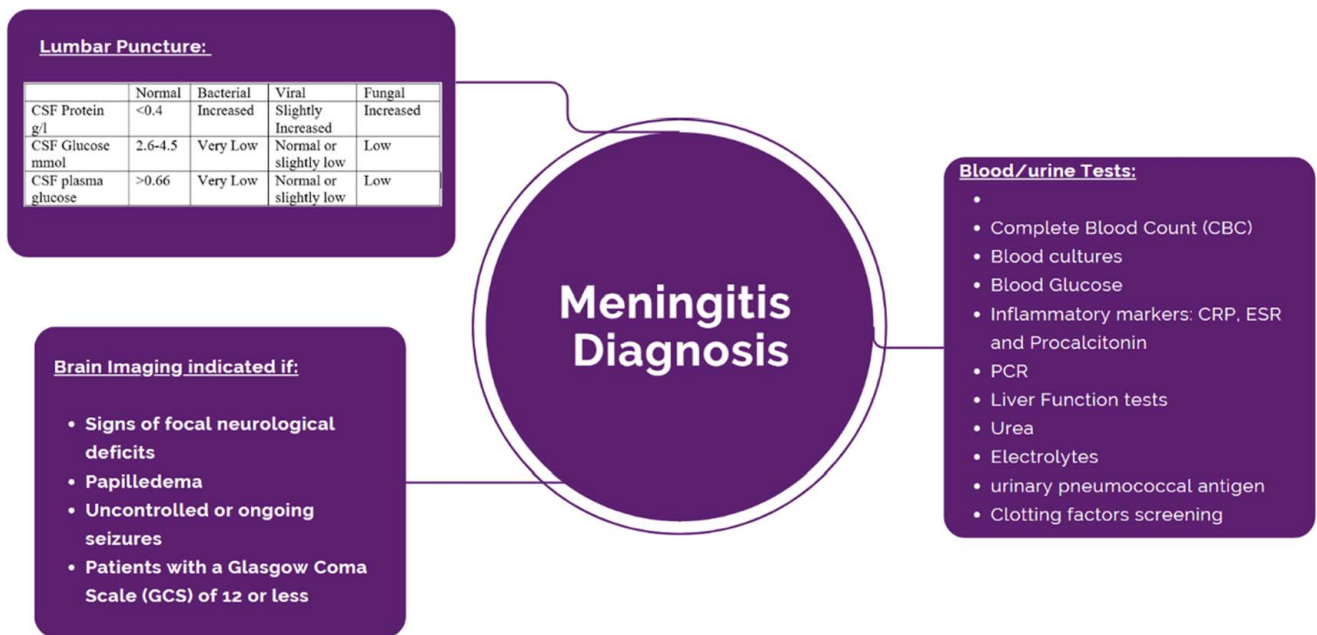 Lumbar Puncture:
Normal Bacterial Viral Fungal
CSF Protein g/l <0.4 Increased Slightly Increased Increased
CSF Glucose mmol 2.6-4.5 Very Low Normal or slightly low Low
CSF plasma glucose >0.66 Very Low Normal or slightly low Low
Meningitis
Diagnosis
Blood/urine Tests:
•
• Complete Blood Count (CBC)
• Blood cultures
• Blood Glucose
• Inflammatory markers: CRP, ESR
and Procalcitonin
• PCR
• Liver Function tests
• Urea
• Electrolytes
• urinary pneumococcal antigen
• Clotting factors screening
Brain Imaging indicated if:
• Signs of focal neurological
deficits
• Papilledema
• Uncontrolled or ongoing
seizures
• Patients with a Glasgow Coma
Scale (GCS) of 12 or less